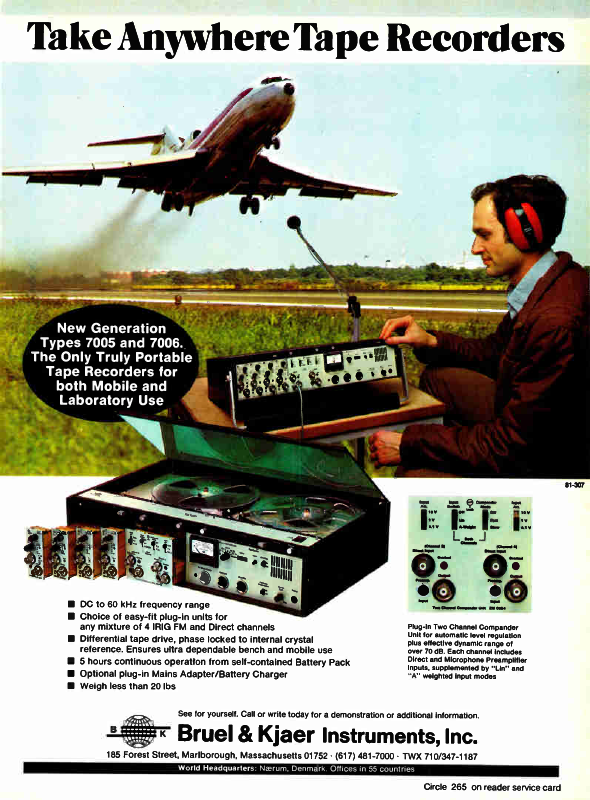 Take Anywhere Tape Recorders
New Generation
Types 7005 and 7006.
The Only Truly Portable
Tape Recorders for
both Mobile and
Laboratory Use
81-307
■ DC to 60 kHz frequency range
■ Choice of easy-fit plug-in units for
any mixture of 4 IRIG FM and Direct channels
■ Differential tape drive, phase locked to internal crystal
reference. Ensures ultra dependable bench and mobile use
■ 5 hours continuous operation from self-contained Battery Pack
■ Optional plug-in Mains Adapter/Battery Charger
■ Weigh less than 20 lbs
Plug-in Two Channel Compander
Unit for automatic level regulation
plus effective dynamic range of
over 70 dB. Each channel includes
Direct and Microphone Preamplifier
Inputs, supplemented by "Lin" and
"A" weighted input modes
See for yourself. Call or write today for a demonstration or additional information.
B K
Bruel & Kjaer Instruments, Inc.
185 Forest Street, Marlborough, Massachusetts 01752 · (617) 481-7000 · TWX 710/347-1187
World Headquarters: Nærum, Denmark. Offices in 55 countries
Circle 265 on reader service card